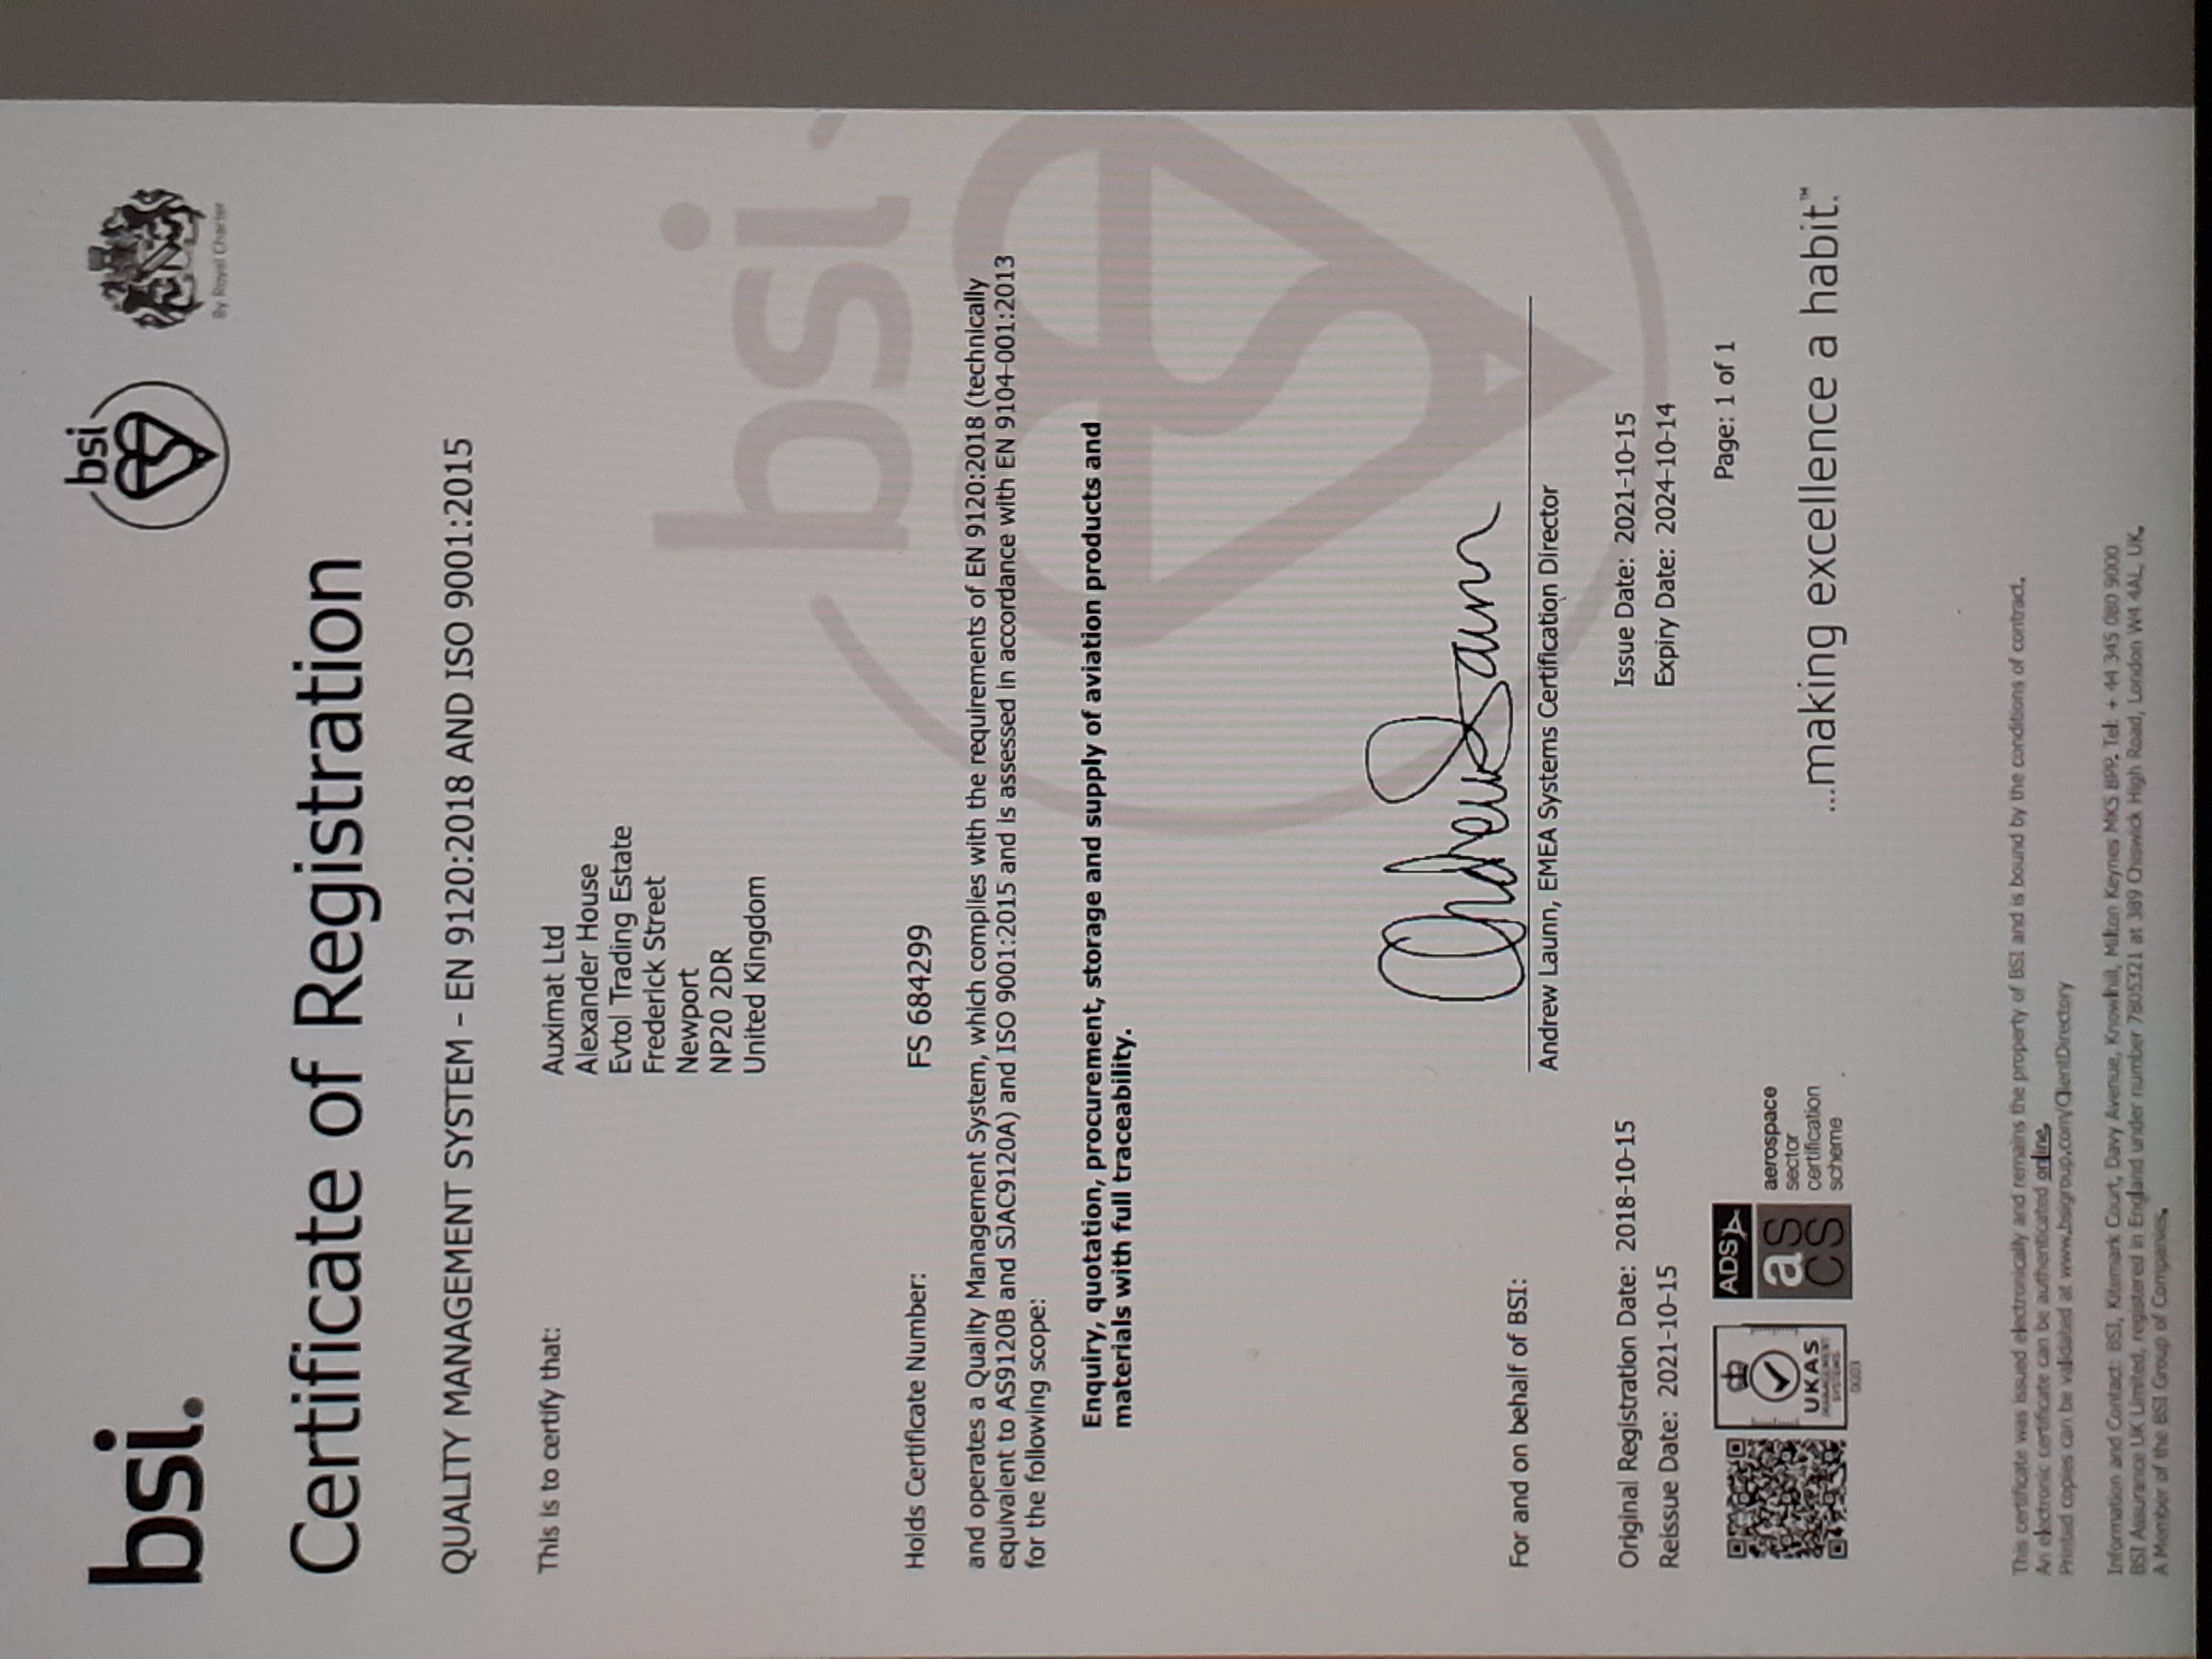 bsi.
bsi.
By Royal Charter
Certificate of Registration
QUALITY MANAGEMENT SYSTEM - EN 9120:2018 AND ISO 9001:2015
This is to certify that:
Auximat Ltd
Alexander House
Evtol Trading Estate
Frederick Street
Newport
NP20 2DR
United Kingdom
bsi.
Holds Certificate Number:
FS 684299
and operates a Quality Management System, which complies with the requirements of EN 9120:2018 (technically
equivalent to AS9120B and SJAC9120A) and ISO 9001:2015 and is assessed in accordance with EN 9104-001:2013
for the following scope:
Enquiry, quotation, procurement, storage and supply of aviation products and
materials with full traceability.
For and on behalf of BSI:
Andrew Launn, EMEA Systems Certification Director
Original Registration Date: 2018-10-15
Issue Date: 2021-10-15
Reissue Date: 2021-10-15
Expiry Date: 2024-10-14
Page: 1 of 1
UKAS
MANAGEMENT
SYSTEMS
0003
ADS
aS
CS
aerospace
sector
certification
scheme
...making excellence a habit.™
This certificate was issued electronically and remains the property of BSI and is bound by the conditions of contract.
An electronic certificate can be authenticated online.
Printed copies can be validated at www.bsigroup.com/ClientDirectory
Information and Contact: BSI, Kitemark Court, Davy Avenue, Knowlhill, Milton Keynes MK5 8PP. Tel: + 44 345 080 9000
BSI Assurance UK Limited, registered in England under number 7805321 at 389 Chiswick High Road, London W4 4AL, UK.
A Member of the BSI Group of Companies.